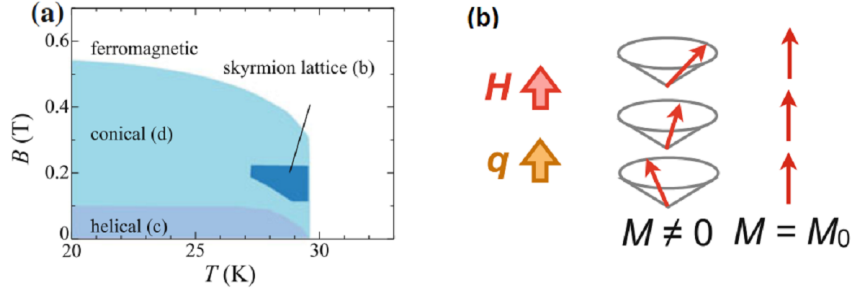 (a)
0.6
0.4
0.2
0
B (T)
ferromagnetic
skyrmion lattice (b)
conical (d)
helical (c)
20
25
30
T (K)
(b)
H
q
M ≠ 0
M = M₀